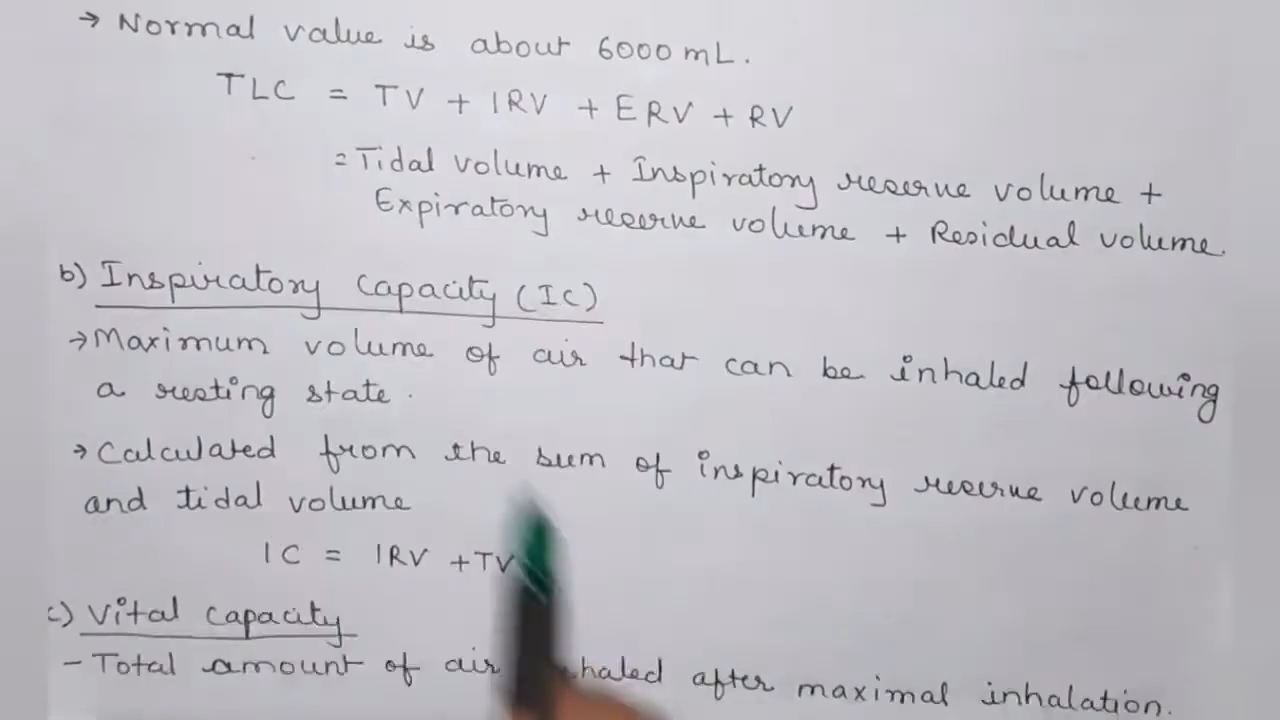 → Normal value is about 6000 mL.
TLC = TV + IRV + ERV + RV
= Tidal volume + Inspiratory reserve volume +
Expiratory reserve volume + Residual volume.
b) Inspiratory capacity (IC)
→ Maximum volume of air that can be inhaled following
a resting state.
→ Calculated from the sum of inspiratory reserve volume
and tidal volume
IC = IRV + TV
c) Vital capacity
- Total amount of air after maximal inhalation.